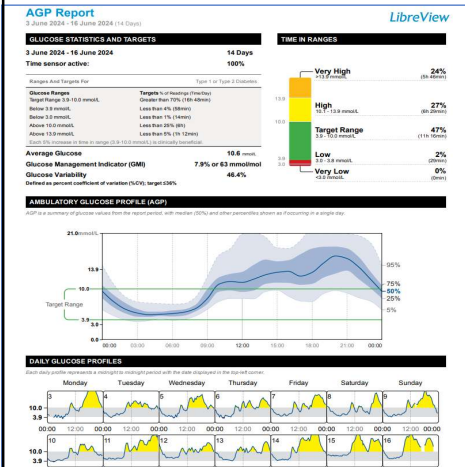 AGP Report
LibreView
3 June 2024 - 16 June 2024 (14 Days)
GLUCOSE STATISTICS AND TARGETS
3 June 2024 - 16 June 2024 14 Days
Time sensor active: 100%
Ranges And Targets For Type 1 or Type 2 Diabetes
Glucose Ranges Targets % of Readings (Time/Day)
Target Range 3.9-10.0 mmol/L Greater than 70% (16h 48min)
Below 3.9 mmol/L Less than 4% (58min)
Below 3.0 mmol/L Less than 1% (14min)
Above 10.0 mmol/L Less than 25% (6h)
Above 13.9 mmol/L Less than 5% (1h 12min)
Each 5% increase in time in range (3.9-10.0 mmol/L) is clinically beneficial.
Average Glucose 10.6 mmol/L
Glucose Management Indicator (GMI) 7.9% or 63 mmol/mol
Glucose Variability 46.4%
Defined as percent coefficient of variation (%CV); target ≤36%
TIME IN RANGES
Very High 24%
>13.9 mmol/L (5h 46min)
13.9
High 27%
10.1 - 13.9 mmol/L (6h 29min)
10.0
Target Range 47%
3.9 - 10.0 mmol/L (11h 16min)
Low 2%
3.0 - 3.8 mmol/L (29min)
3.9
3.0
Very Low 0%
<3.0 mmol/L (0min)
AMBULATORY GLUCOSE PROFILE (AGP)
AGP is a summary of glucose values from the report period, with median (50%) and other percentiles shown as if occurring in a single day.
21.0 mmol/L
13.9
10.0
Target Range
3.9
3.0
0.0
95%
75%
50%
25%
5%
00:00 03:00 06:00 09:00 12:00 15:00 18:00 21:00 00:00
DAILY GLUCOSE PROFILES
Each daily profile represents a midnight to midnight period with the date displayed in the top-left corner.
Monday Tuesday Wednesday Thursday Friday Saturday Sunday
3 4 5 6 7 8 9
10.0
3.9
00:00 12:00 00:00 12:00 00:00 12:00 00:00 12:00 00:00 12:00 00:00 12:00 00:00 12:00 00:00
10 11 12 13 14 15 16
10.0
3.9